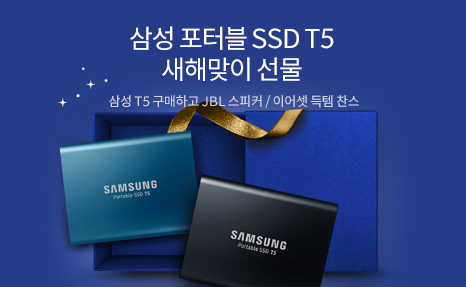 삼성 포터블 SSD T5
새해맞이 선물
삼성 T5 구매하고 JBL 스피커 / 이어셋 득템 찬스
SAMSUNG
Portable SSD T5
SAMSUNG
Portable SSD T5